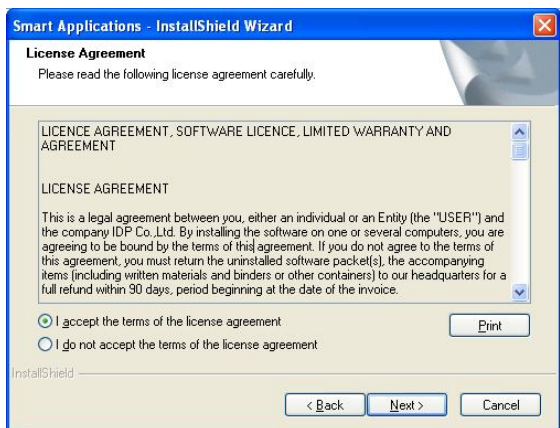 Smart Applications - InstallShield Wizard
License Agreement
Please read the following license agreement carefully.
LICENCE AGREEMENT, SOFTWARE LICENCE, LIMITED WARRANTY AND
AGREEMENT
LICENSE AGREEMENT
This is a legal agreement between you, either an individual or an Entity (the "USER") and
the company IDP Co.,Ltd. By installing the software on one or several computers, you are
agreeing to be bound by the terms of this agreement. If you do not agree to the terms of
this agreement, you must return the uninstalled software packet(s), the accompanying
items (including written materials and binders or other containers) to our headquarters for a
full refund within 90 days, period beginning at the date of the invoice.
I accept the terms of the license agreement
Print
I do not accept the terms of the license agreement
InstallShield
< Back
Next >
Cancel